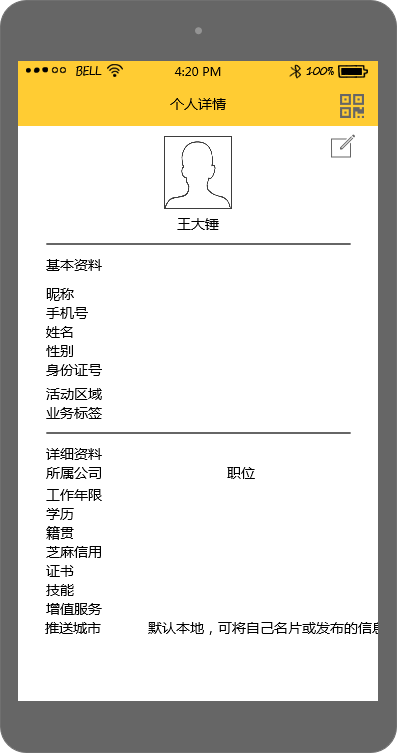 BELL 4:20 PM 100%
个人详情
王大锤
基本资料
昵称
手机号
姓名
性别
身份证号
活动区域
业务标签
详细资料
所属公司 职位
工作年限
学历
籍贯
芝麻信用
证书
技能
增值服务
推送城市 默认本地，可将自己名片或发布的信息